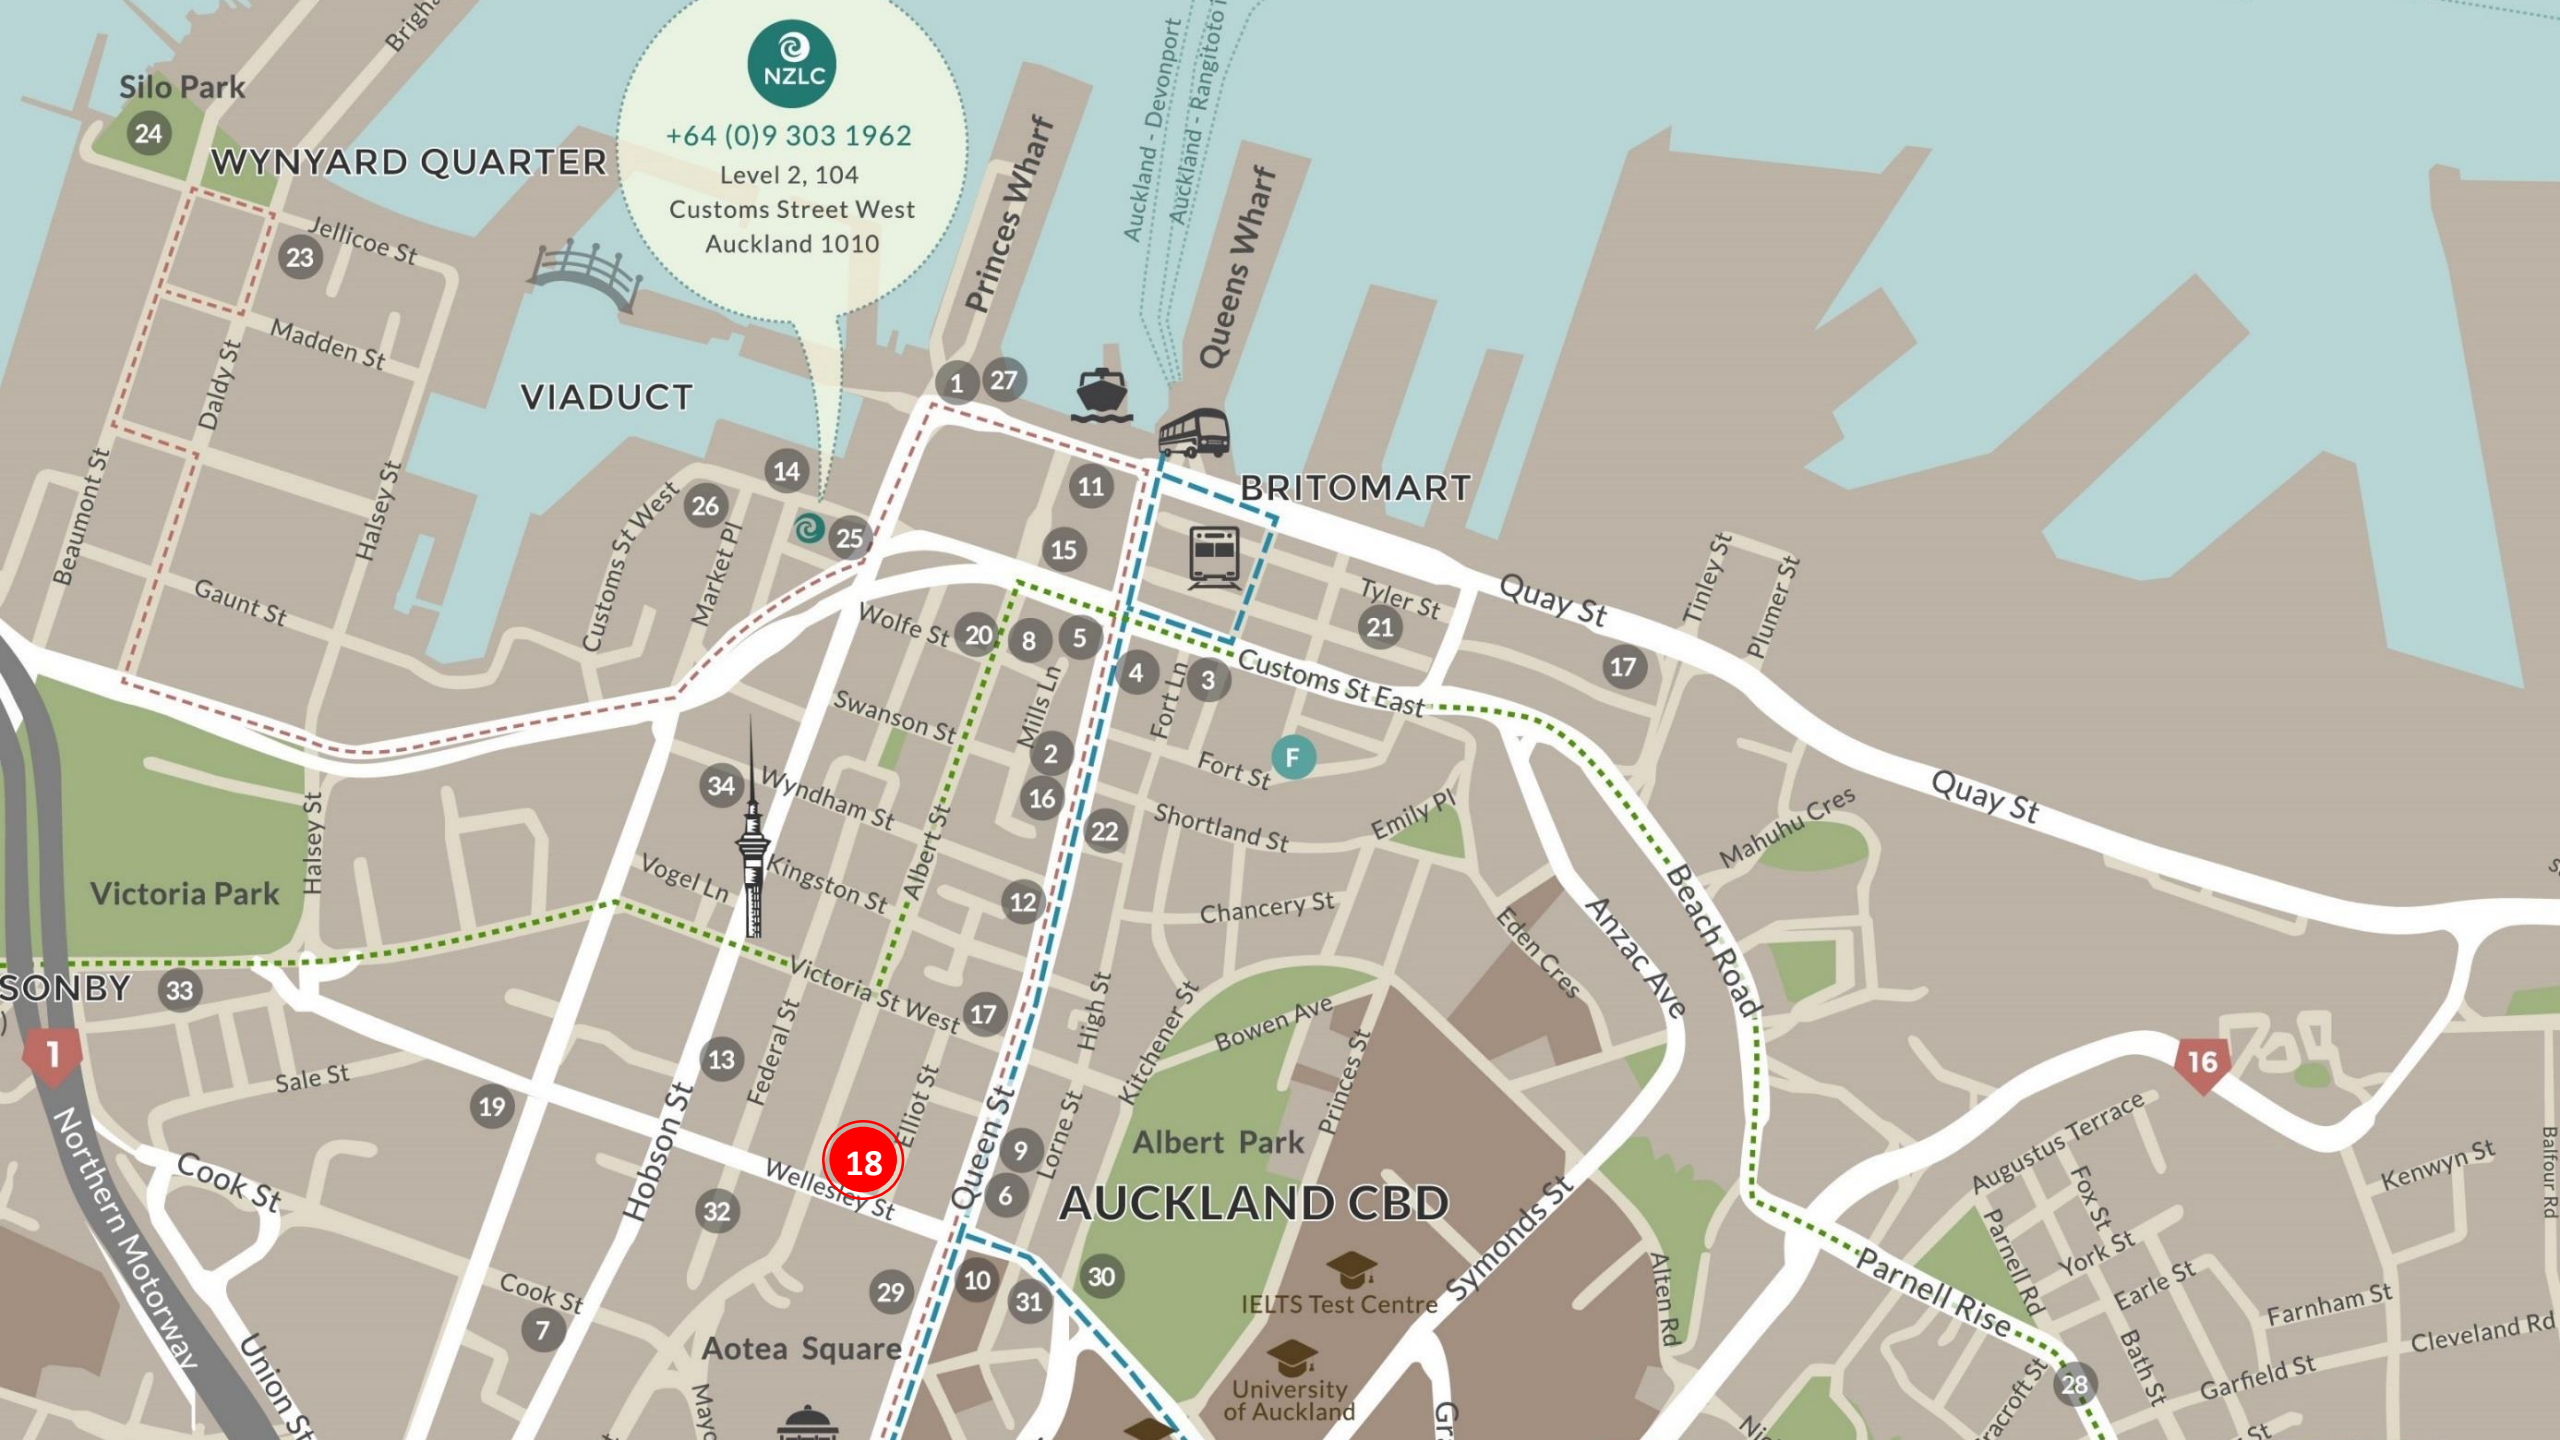 Silo Park
24
WYNYARD QUARTER
NZLC
+64 (0)9 303 1962
Level 2, 104
Customs Street West
Auckland 1010
Princes Wharf
Auckland - Devonport
Queens Wharf
23
Jellicoe St
Madden St
Daldy St
VIADUCT
1
27
BRITOMART
14
26
25
11
15
Beaumont St
Halsey St
Customs St West
Market Pl
Gaunt St
Wolfe St
20
8
5
4
3
Fort Ln
Mills Ln
Tyler St
21
Customs St East
Quay St
17
Tinley St
Plumer St
Swanson St
2
16
22
Fort St
F
Shortland St
Emily Pl
34
Wyndham St
Albert St
Kingston St
Vogel Ln
12
Chancery St
Quay St
Mahuhu Cres
Beach Road
Anzac Ave
Eden Cres
Victoria Park
Halsey St
SONBY
33
1
Victoria St West
17
High St
Kitchener St
Bowen Ave
Princes St
Federal St
13
Elliot St
Sale St
19
Hobson St
18
Wellesley St
Queen St
9
6
Lorne St
Albert Park
AUCKLAND CBD
16
Augustus Terrace
Kenwyn St
Balfour Rd
Fox St
York St
Parnell Rd
Earle St
Farnham St
Cleveland Rd
Garfield St
Bath St
28
Parnell Rise
Alten Rd
Symonds St
IELTS Test Centre
University
of Auckland
30
10
31
29
32
Cook St
Cook St
7
Aotea Square
Northern Motorway
Union St